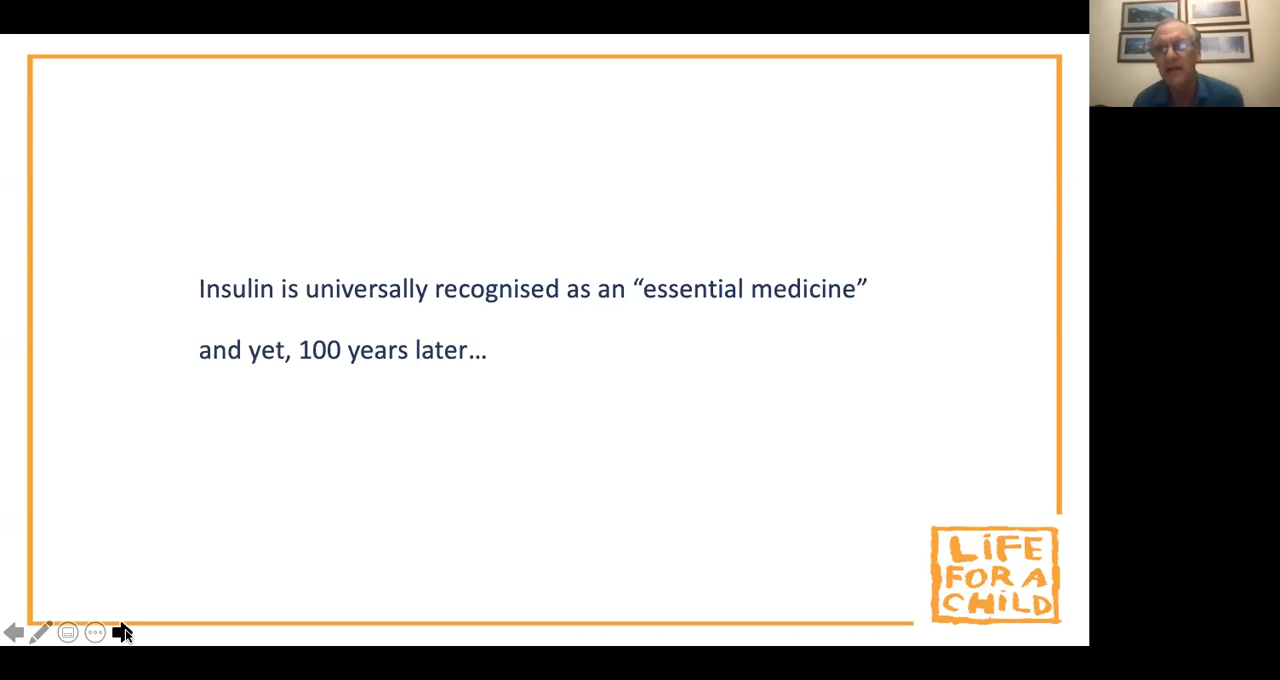 Insulin is universally recognised as an “essential medicine”
and yet, 100 years later...
LiFE
FOR A
CHiLD